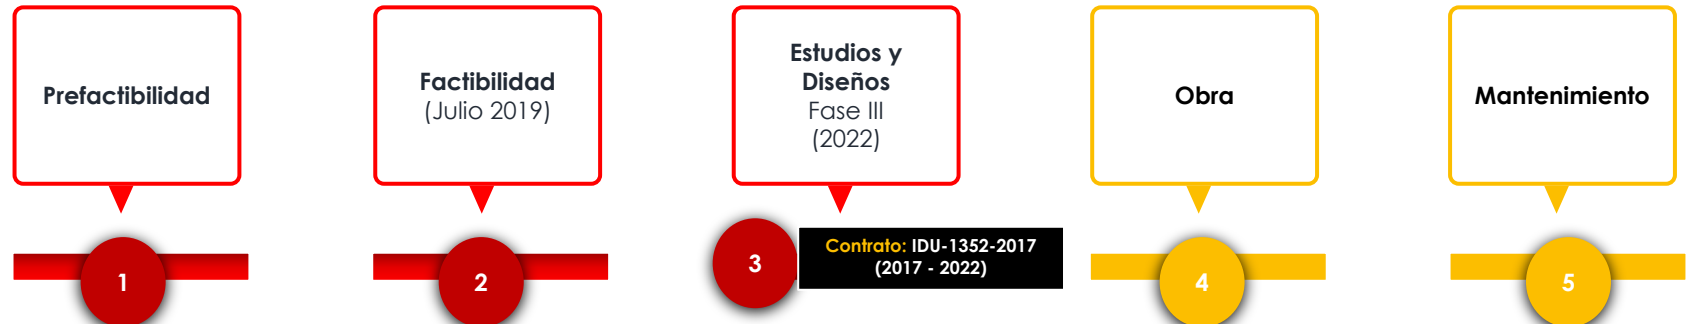 Prefactibilidad
Factibilidad
(Julio 2019)
Estudios y
Diseños
Fase III
(2022)
Obra
Mantenimiento
1
2
3
Contrato: IDU-1352-2017
(2017 - 2022)
4
5